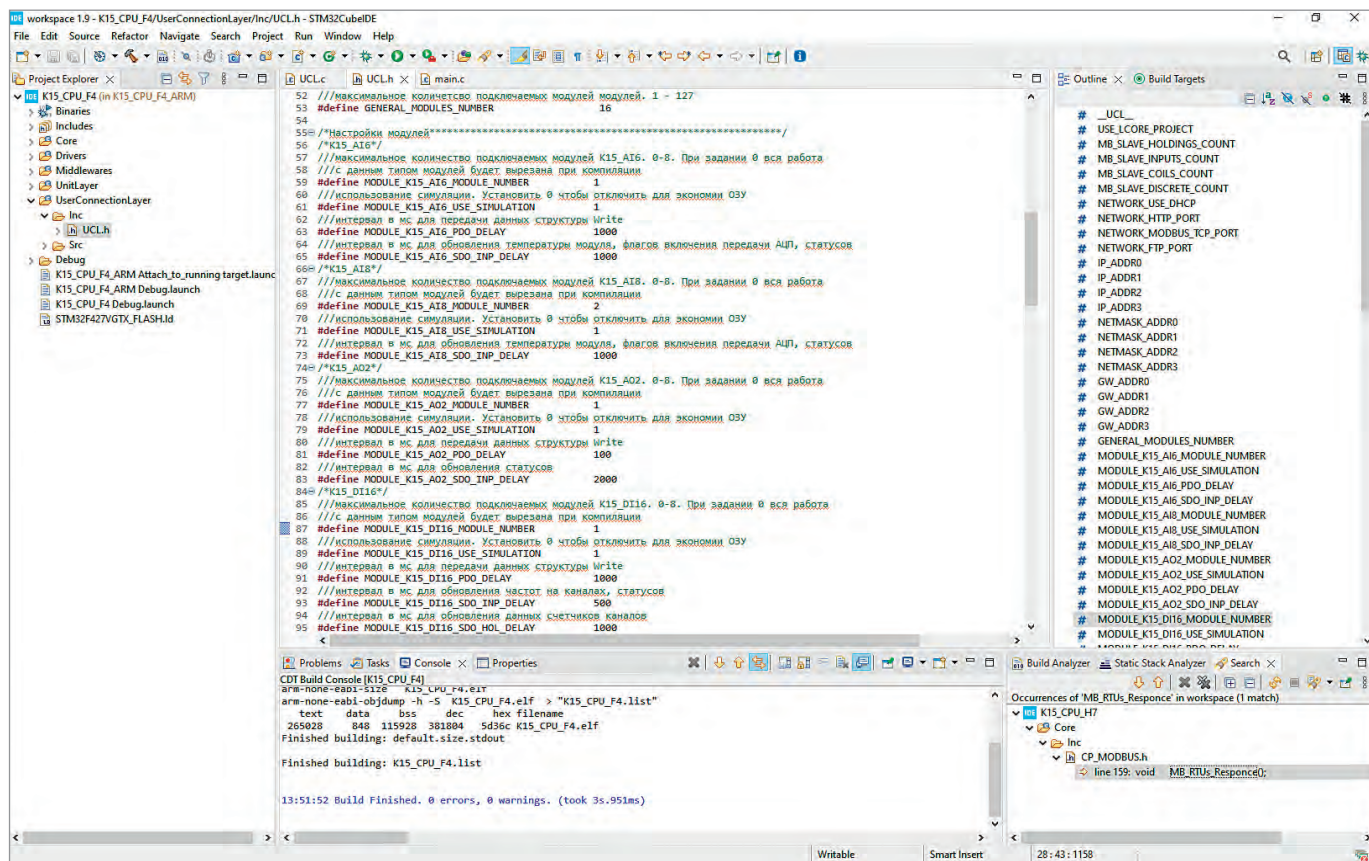 IDE workspace 1.9 - K15_CPU_F4/UserConnectionLayer/Inc/UCL.h - STM32CubeIDE
File Edit Source Refactor Navigate Search Project Run Window Help
Project Explorer
K15_CPU_F4 (in K15_CPU_F4_ARM)
Binaries
Includes
Core
Drivers
Middlewares
UnitLayer
UserConnectionLayer
Inc
UCL.h
Src
Debug
K15_CPU_F4_ARM Attach_to_running target.launc
K15_CPU_F4_ARM Debug.launch
K15_CPU_F4 Debug.launch
STM32F427VGTX_FLASH.ld
UCL.c UCL.h main.c
52 ///максимальное количетсво подключаемых модулей модулей. 1 - 127
53 #define GENERAL_MODULES_NUMBER 16
54
55 /*Настройки модулей************************************************************/
56 /*K15_AI6*/
57 ///максимальное количество подключаемых модулей K15_AI6. 0-8. При задании 0 вся работа
58 ///с данным типом модулей будет вырезана при компиляции
59 #define MODULE_K15_AI6_MODULE_NUMBER 1
60 ///использование симуляции. Установить 0 чтобы отключить для экономии ОЗУ
61 #define MODULE_K15_AI6_USE_SIMULATION 1
62 ///интервал в мс для передачи данных структуры Write
63 #define MODULE_K15_AI6_PDO_DELAY 1000
64 ///интервал в мс для обновления температуры модуля, флагов включения передачи АЦП, статусов
65 #define MODULE_K15_AI6_SDO_INP_DELAY 1000
66 /*K15_AI8*/
67 ///максимальное количество подключаемых модулей K15_AI8. 0-8. При задании 0 вся работа
68 ///с данным типом модулей будет вырезана при компиляции
69 #define MODULE_K15_AI8_MODULE_NUMBER 2
70 ///использование симуляции. Установить 0 чтобы отключить для экономии ОЗУ
71 #define MODULE_K15_AI8_USE_SIMULATION 1
72 ///интервал в мс для обновления температуры модуля, флагов включения передачи АЦП, статусов
73 #define MODULE_K15_AI8_SDO_INP_DELAY 1000
74 /*K15_AO2*/
75 ///максимальное количество подключаемых модулей K15_AO2. 0-8. При задании 0 вся работа
76 ///с данным типом модулей будет вырезана при компиляции
77 #define MODULE_K15_AO2_MODULE_NUMBER 1
78 ///использование симуляции. Установить 0 чтобы отключить для экономии ОЗУ
79 #define MODULE_K15_AO2_USE_SIMULATION 1
80 ///интервал в мс для передачи данных структуры Write
81 #define MODULE_K15_AO2_PDO_DELAY 100
82 ///интервал в мс для обновления статусов
83 #define MODULE_K15_AO2_SDO_INP_DELAY 2000
84 /*K15_DI16*/
85 ///максимальное количество подключаемых модулей K15_DI16. 0-8. При задании 0 вся работа
86 ///с данным типом модулей будет вырезана при компиляции
87 #define MODULE_K15_DI16_MODULE_NUMBER 1
88 ///использование симуляции. Установить 0 чтобы отключить для экономии ОЗУ
89 #define MODULE_K15_DI16_USE_SIMULATION 1
90 ///интервал в мс для передачи данных структуры Write
91 #define MODULE_K15_DI16_PDO_DELAY 1000
92 ///интервал в мс для обновления частот на каналах, статусов
93 #define MODULE_K15_DI16_SDO_INP_DELAY 500
94 ///интервал в мс для обновления данных счетчиков каналов
95 #define MODULE_K15_DI16_SDO_HOL_DELAY 1000
Outline Build Targets
# __UCL__
# USE_LCORE_PROJECT
# MB_SLAVE_HOLDINGS_COUNT
# MB_SLAVE_INPUTS_COUNT
# MB_SLAVE_COILS_COUNT
# MB_SLAVE_DISCRETE_COUNT
# NETWORK_USE_DHCP
# NETWORK_HTTP_PORT
# NETWORK_MODBUS_TCP_PORT
# NETWORK_FTP_PORT
# IP_ADDR0
# IP_ADDR1
# IP_ADDR2
# IP_ADDR3
# NETMASK_ADDR0
# NETMASK_ADDR1
# NETMASK_ADDR2
# NETMASK_ADDR3
# GW_ADDR0
# GW_ADDR1
# GW_ADDR2
# GW_ADDR3
# GENERAL_MODULES_NUMBER
# MODULE_K15_AI6_MODULE_NUMBER
# MODULE_K15_AI6_USE_SIMULATION
# MODULE_K15_AI6_PDO_DELAY
# MODULE_K15_AI6_SDO_INP_DELAY
# MODULE_K15_AI8_MODULE_NUMBER
# MODULE_K15_AI8_USE_SIMULATION
# MODULE_K15_AI8_SDO_INP_DELAY
# MODULE_K15_AO2_MODULE_NUMBER
# MODULE_K15_AO2_USE_SIMULATION
# MODULE_K15_AO2_PDO_DELAY
# MODULE_K15_AO2_SDO_INP_DELAY
# MODULE_K15_DI16_MODULE_NUMBER
# MODULE_K15_DI16_USE_SIMULATION
# MODULE_K15_DI16_PDO_DELAY
Problems Tasks Console Properties
CDT Build Console [K15_CPU_F4]
arm-none-eabi-size K15_CPU_F4.elf
arm-none-eabi-objdump -h -S K15_CPU_F4.elf > "K15_CPU_F4.list"
text data bss dec hex filename
265028 848 115928 381804 5d36c K15_CPU_F4.elf
Finished building: default.size.stdout
Finished building: K15_CPU_F4.list
13:51:52 Build Finished. 0 errors, 0 warnings. (took 3s.951ms)
Build Analyzer Static Stack Analyzer Search
Occurrences of 'MB_RTUs_Responce' in workspace (1 match)
IDE K15_CPU_H7
Core
Inc
CP_MODBUS.h
line 159: void MB_RTUs_Responce();
Writable Smart Insert 28 : 43 : 1158